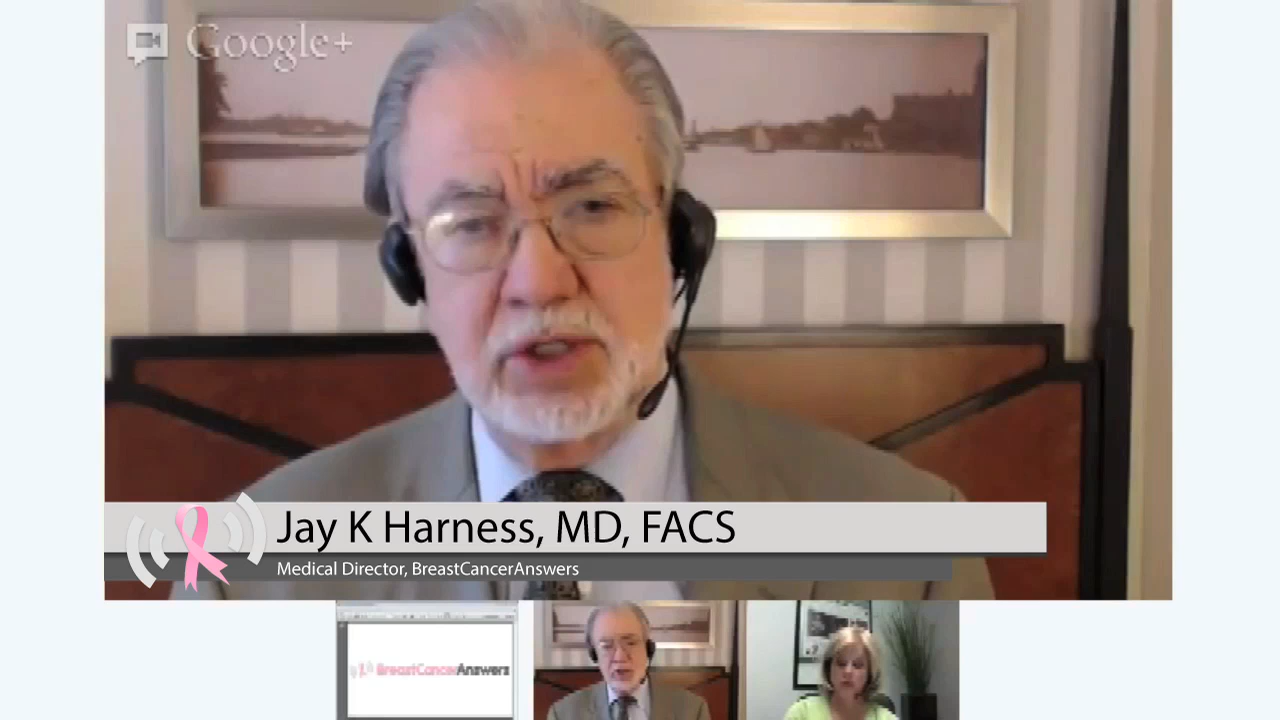 Google+
Jay K Harness, MD, FACS
Medical Director, BreastCancerAnswers
BreastCancerAnswers